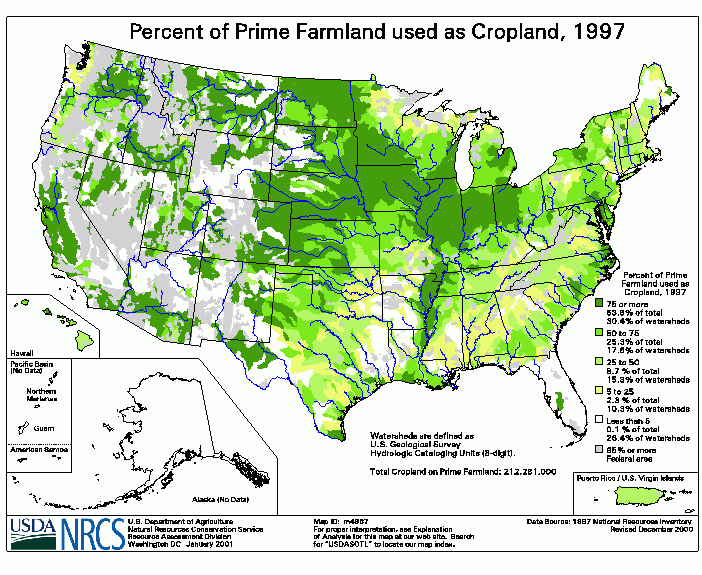 Percent of Prime Farmland used as Cropland, 1997
Percent of Prime
Farmland used as
Cropland, 1997
75 or more
63.8% of total
30.4% of watersheds
50 to 75
25.3% of total
17.6% of watersheds
25 to 50
8.7 % of total
15.3% of watersheds
5 to 25
2.3 % of total
10.3% of watersheds
Less than 5
0.1 % of total
26.4% of watersheds
95% or more
Federal area
Hawaii
Pacific Basin
(No Data)
Northern
Marianas
Guam
American Samoa
Alaska (No Data)
Watersheds are defined as
U.S. Geological Survey
Hydrologic Cataloging Units (8-digit).
Total Cropland on Prime Farmland: 212,281,000
Puerto Rico / U.S. Virgin Islands
USDA NRCS
U.S. Department of Agriculture
Natural Resources Conservation Service
Resource Assessment Division
Washington DC January 2001
Map ID: m4987
For proper interpretation, see Explanation
of Analysis for this map at our web site. Search
for "USDASOTL" to locate our map index.
Data Source: 1997 National Resources Inventory
Revised December 2000